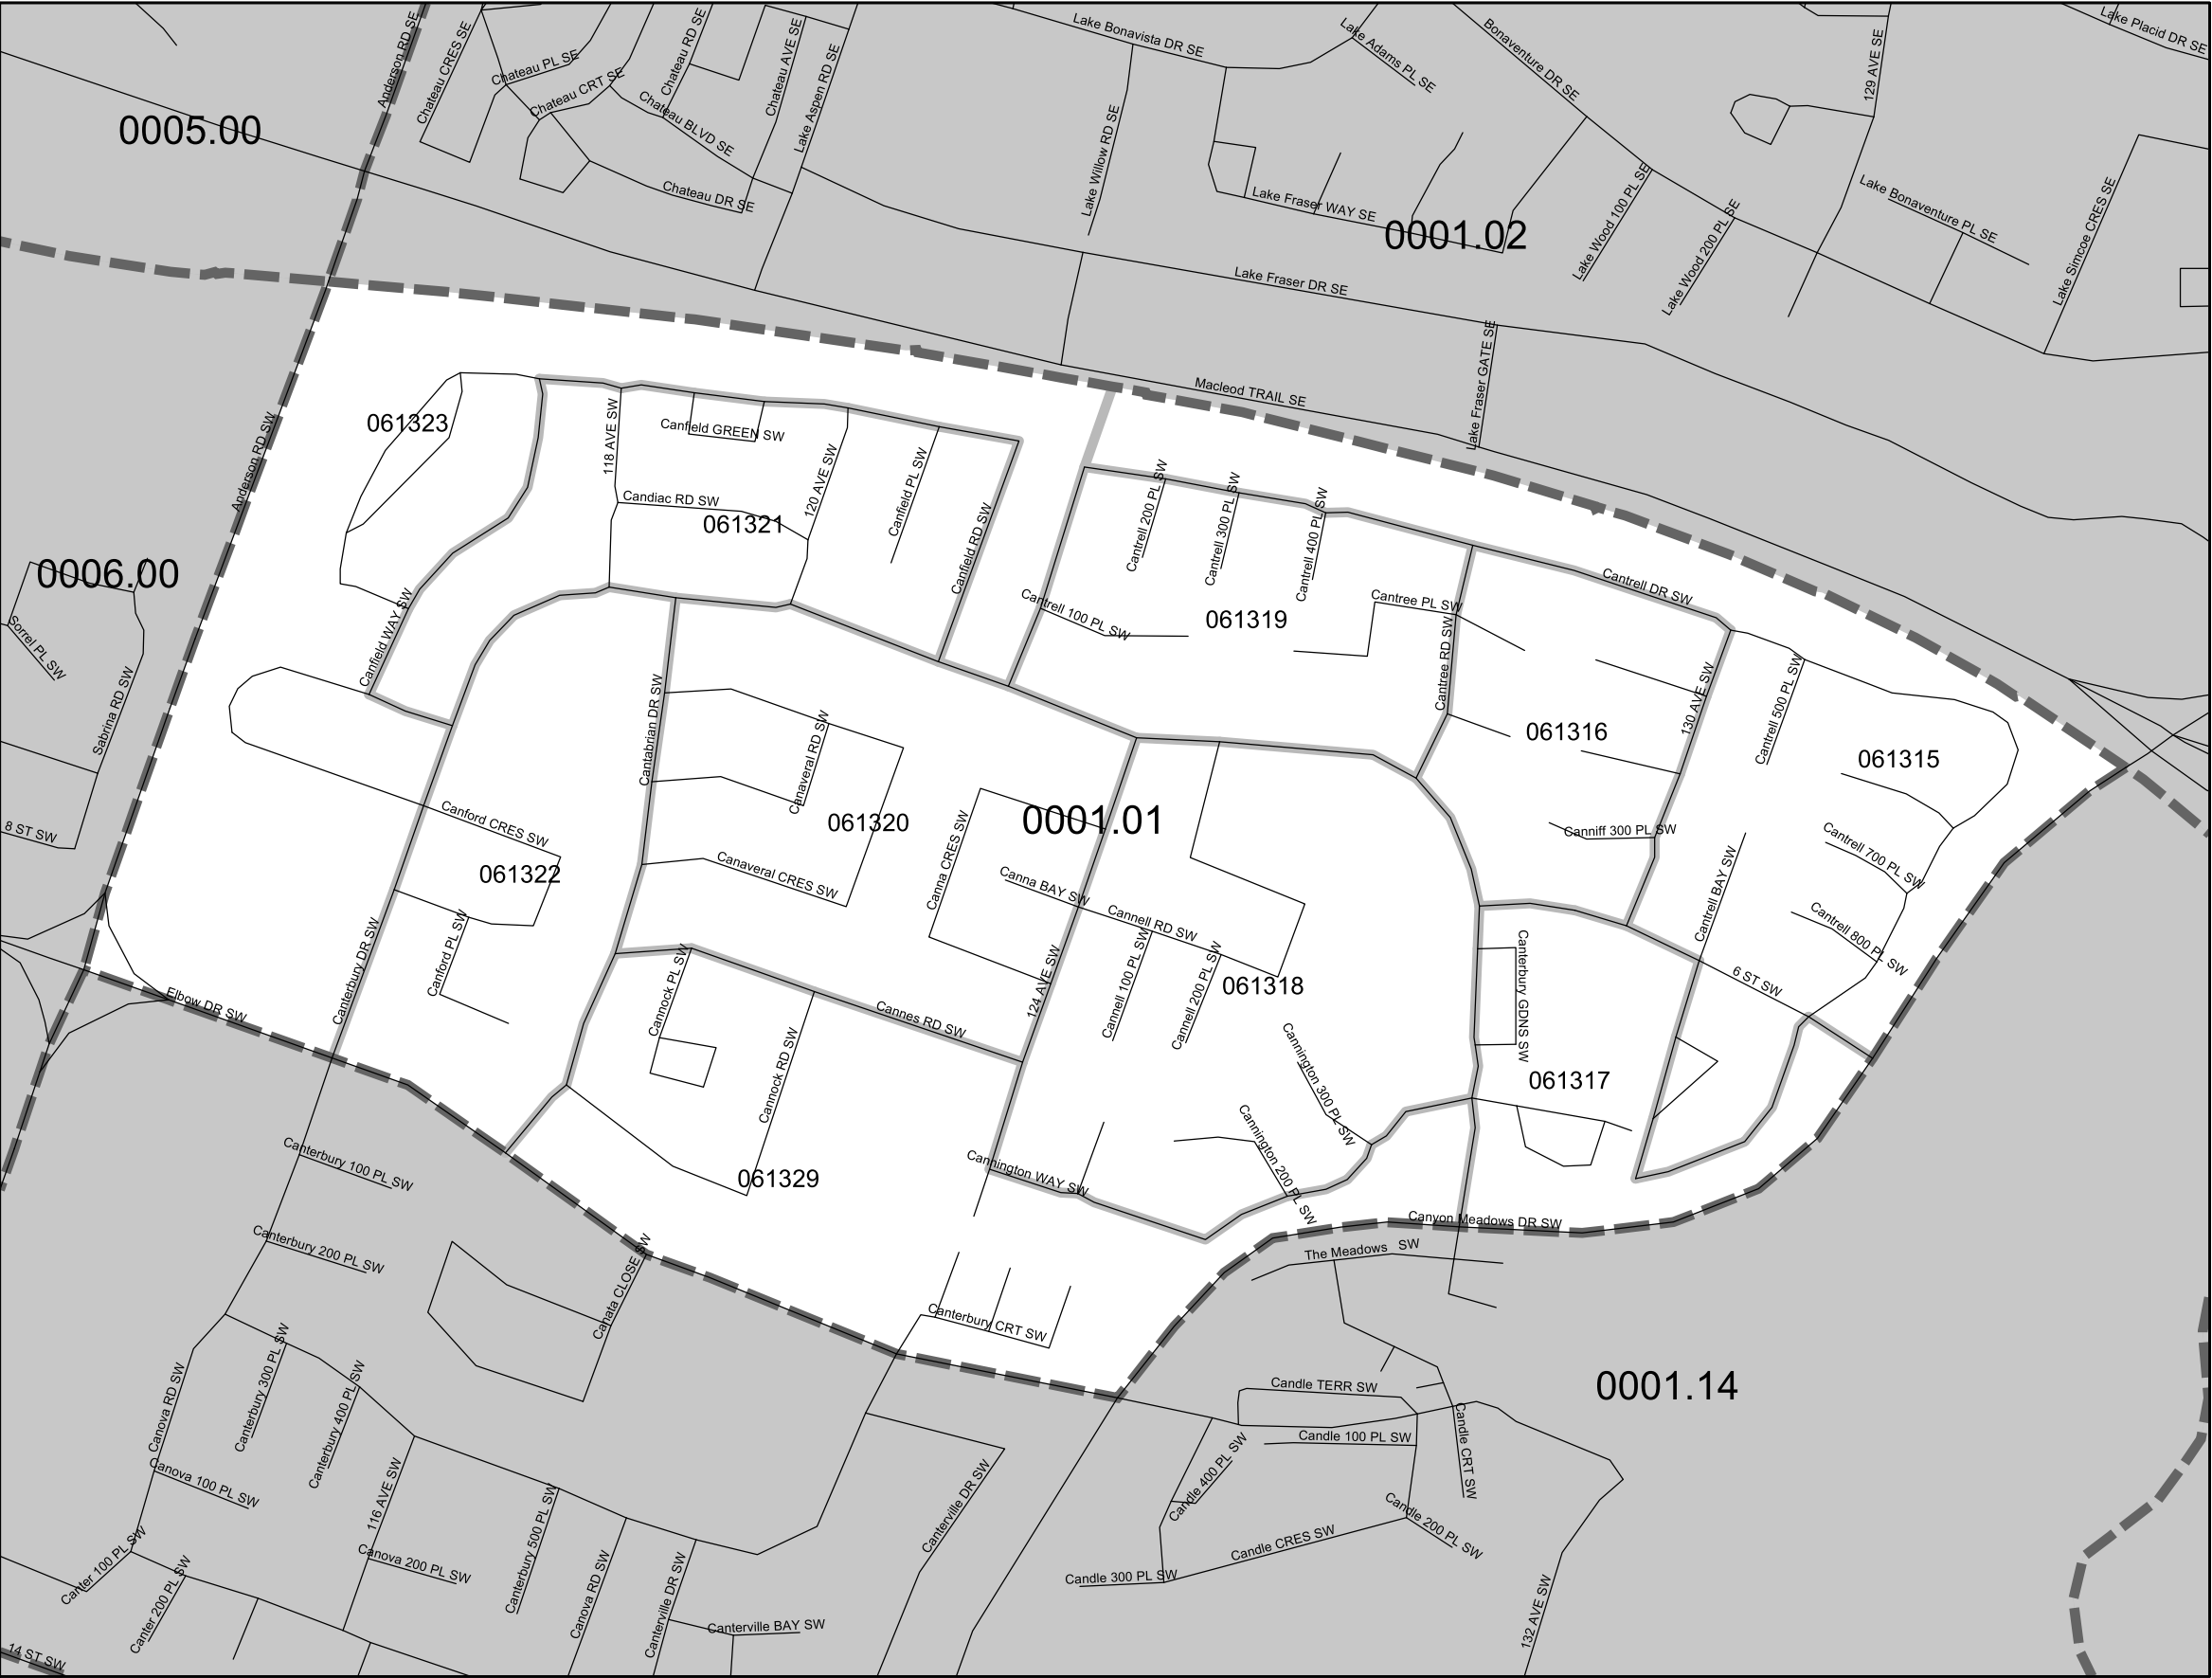 Anderson RD SE
Chateau CRES SE
Chateau PL SE
Chateau CRT SE
Chateau RD SE
Chateau BLVD SE
Chateau AVE SE
Lake Aspen RD SE
Chateau DR SE
Lake Bonavista DR SE
Lake Adams PL SE
Bonaventure DR SE
129 AVE SE
Lake Placid DR SE
0005.00
Lake Willow RD SE
Lake Fraser WAY SE
0001.02
Lake Wood 100 PL SE
Lake Wood 200 PL SE
Lake Bonaventure PL SE
Lake Simcoe CRES SE
Lake Fraser DR SE
Lake Fraser GATE SE
Macleod TRAIL SE
Anderson RD SW
061323
118 AVE SW
Canfield GREEN SW
Candiac RD SW
061321
120 AVE SW
Canfield PL SW
Canfield RD SW
Cantrell 200 PL SW
Cantrell 300 PL SW
Cantrell 400 PL SW
Cantrell DR SW
0006.00
Sorrel PL SW
Sabrina RD SW
8 ST SW
Canfield WAY SW
Cantrell 100 PL SW
061319
Cantree PL SW
Cantree RD SW
061316
130 AVE SW
Cantrell 500 PL SW
061315
Cantabrian DR SW
Canaveral RD SW
061320
0001.01
Canniff 300 PL SW
Cantrell 700 PL SW
Canford CRES SW
061322
Canaveral CRES SW
Canna CRES SW
Canna BAY SW
Cannell RD SW
Cantrell BAY SW
Cantrell 800 PL SW
Canterbury DR SW
Canford PL SW
Cannock PL SW
Cannes RD SW
124 AVE SW
Cannell 100 PL SW
Cannell 200 PL SW
061318
Canterbury GDNS SW
6 ST SW
Elbow DR SW
Cannock RD SW
Cannington 300 PL SW
061317
Canterbury 100 PL SW
061329
Cannington WAY SW
Cannington 200 PL SW
Canyon Meadows DR SW
Canterbury 200 PL SW
Canata CLOSE SW
The Meadows SW
Canterbury CRT SW
Canova RD SW
Canterbury 300 PL SW
Canterbury 400 PL SW
0001.14
Candle TERR SW
Candle 100 PL SW
Candle CRT SW
Candle 400 PL SW
Canova 100 PL SW
116 AVE SW
Canterbury 500 PL SW
Canterville DR SW
Candle 200 PL SW
Candle CRES SW
Canter 100 PL SW
Canter 200 PL SW
Canova 200 PL SW
Canova RD SW
Canterville DR SW
Candle 300 PL SW
Canterville BAY SW
132 AVE SW
14 ST SW